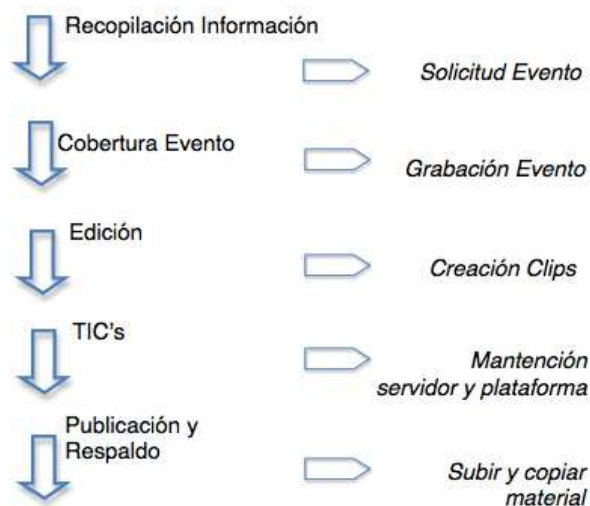 Recopilación Información
Solicitud Evento
Cobertura Evento
Grabación Evento
Edición
Creación Clips
TIC's
Mantención
servidor y plataforma
Publicación y
Respaldo
Subir y copiar
material